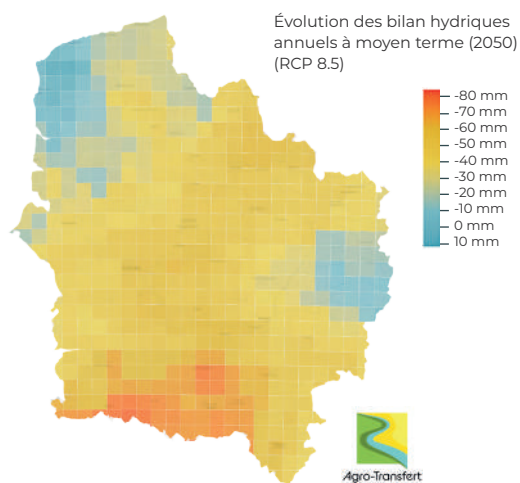 Évolution des bilan hydriques
annuels à moyen terme (2050)
(RCP 8.5)
-80 mm
-70 mm
-60 mm
-50 mm
-40 mm
-30 mm
-20 mm
-10 mm
0 mm
10 mm
Agro-Transfert